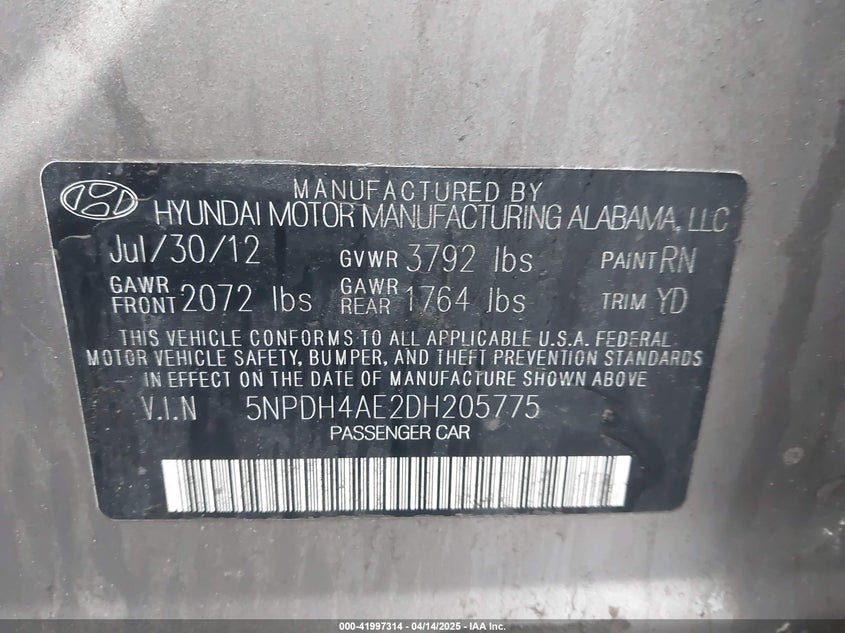 MANUFACTURED BY
HYUNDAI MOTOR MANUFACTURING ALABAMA, LLC
Jul/30/12 GVWR 3792 lbs PAINT RN
GAWR FRONT 2072 lbs GAWR REAR 1764 lbs TRIM YD
THIS VEHICLE CONFORMS TO ALL APPLICABLE U.S.A. FEDERAL
MOTOR VEHICLE SAFETY, BUMPER, AND THEFT PREVENTION STANDARDS
IN EFFECT ON THE DATE OF MANUFACTURE SHOWN ABOVE
V.I.N 5NPDH4AE2DH205775
PASSENGER CAR
000-41997314 - 04/14/2025 - IAA Inc.